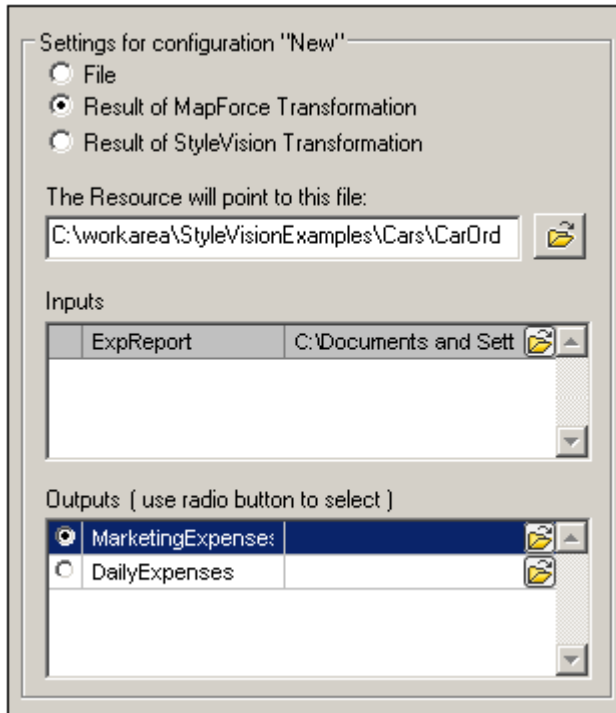 Settings for configuration "New"
File
Result of MapForce Transformation
Result of StyleVision Transformation
The Resource will point to this file:
C:\workarea\StyleVisionExamples\Cars\CarOrd
Inputs
ExpReport C:\Documents and Sett
Outputs ( use radio button to select )
MarketingExpenses
DailyExpenses